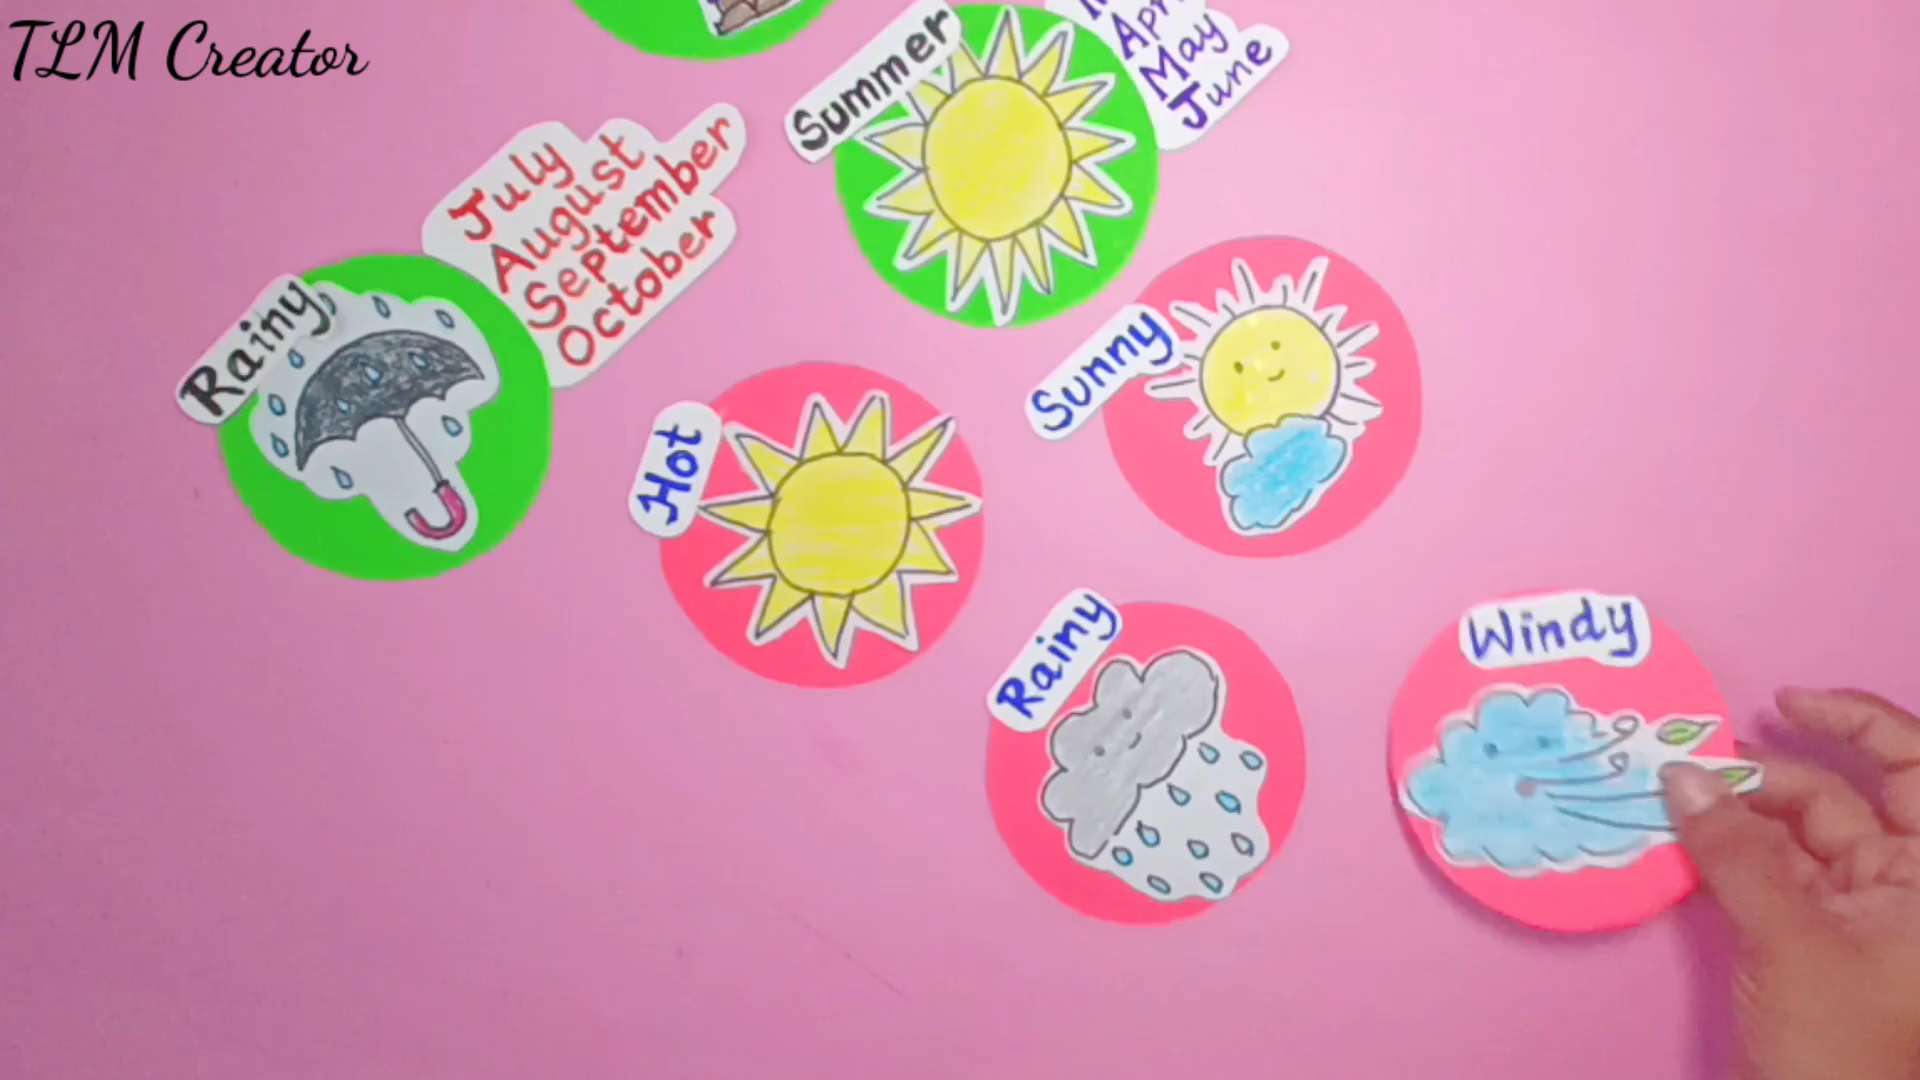 TLM Creator
Summer
May
June
July
August
September
October
Rainy
Sunny
Hot
Rainy
Windy